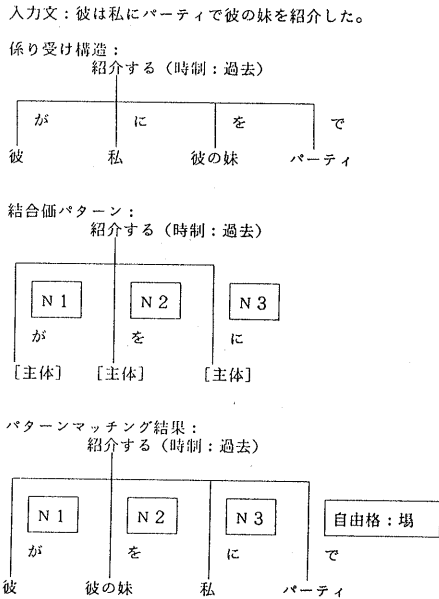 入力文：彼は私にパーティで彼の妹を紹介した。
係り受け構造：
紹介する（時制：過去）
が に を で
彼 私 彼の妹 パーティ
結合価パターン：
紹介する（時制：過去）
N1 N2 N3
が を に
[主体] [主体] [主体]
パターンマッチング結果：
紹介する（時制：過去）
N1 N2 N3 自由格：場
が を に で
彼 彼の妹 私 パーティ